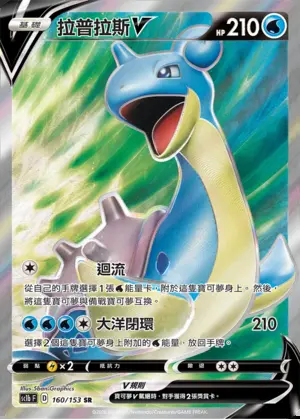 基礎 拉普拉斯V HP210
迴流
從自己的手牌選擇1張能量卡,附於這隻寶可夢身上。然後,
將這隻寶可夢與備戰寶可夢互換。
大洋閉環 210
選擇2個這隻寶可夢身上附加的能量,放回手牌。
弱點 ×2 抵抗力 撤退
V規則
寶可夢V氣絕時,對手獲得2張獎賞卡。
Illus. 5ban Graphics
sc1b F D 160/153 SR